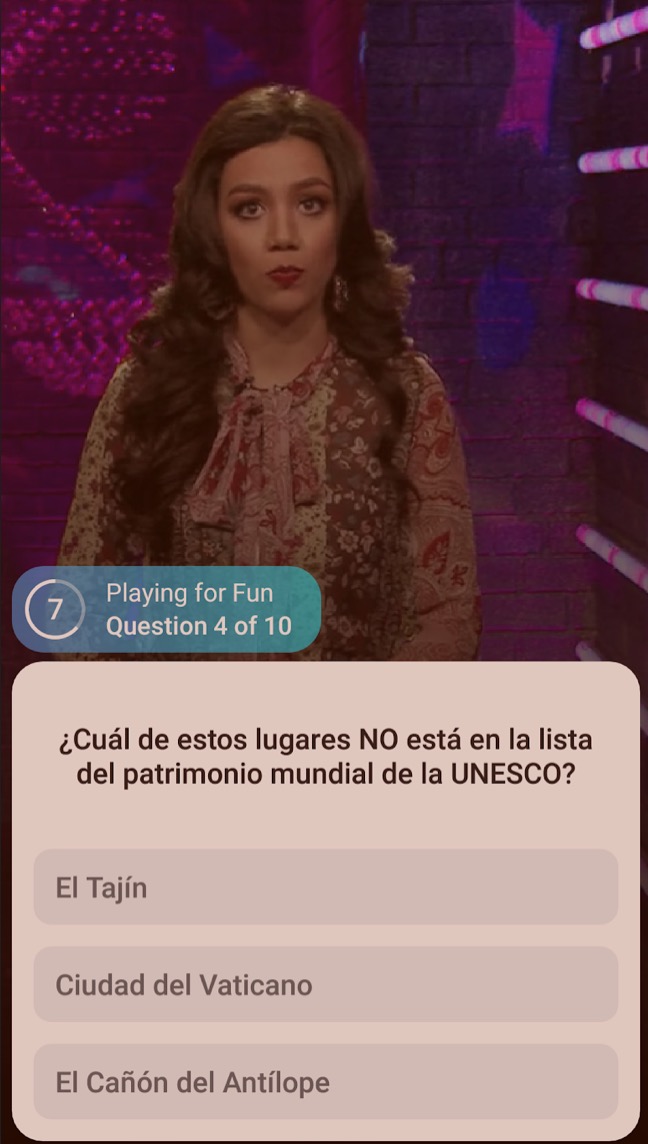 7
Playing for Fun
Question 4 of 10
¿Cuál de estos lugares NO está en la lista
del patrimonio mundial de la UNESCO?
El Tajín
Ciudad del Vaticano
El Cañón del Antílope